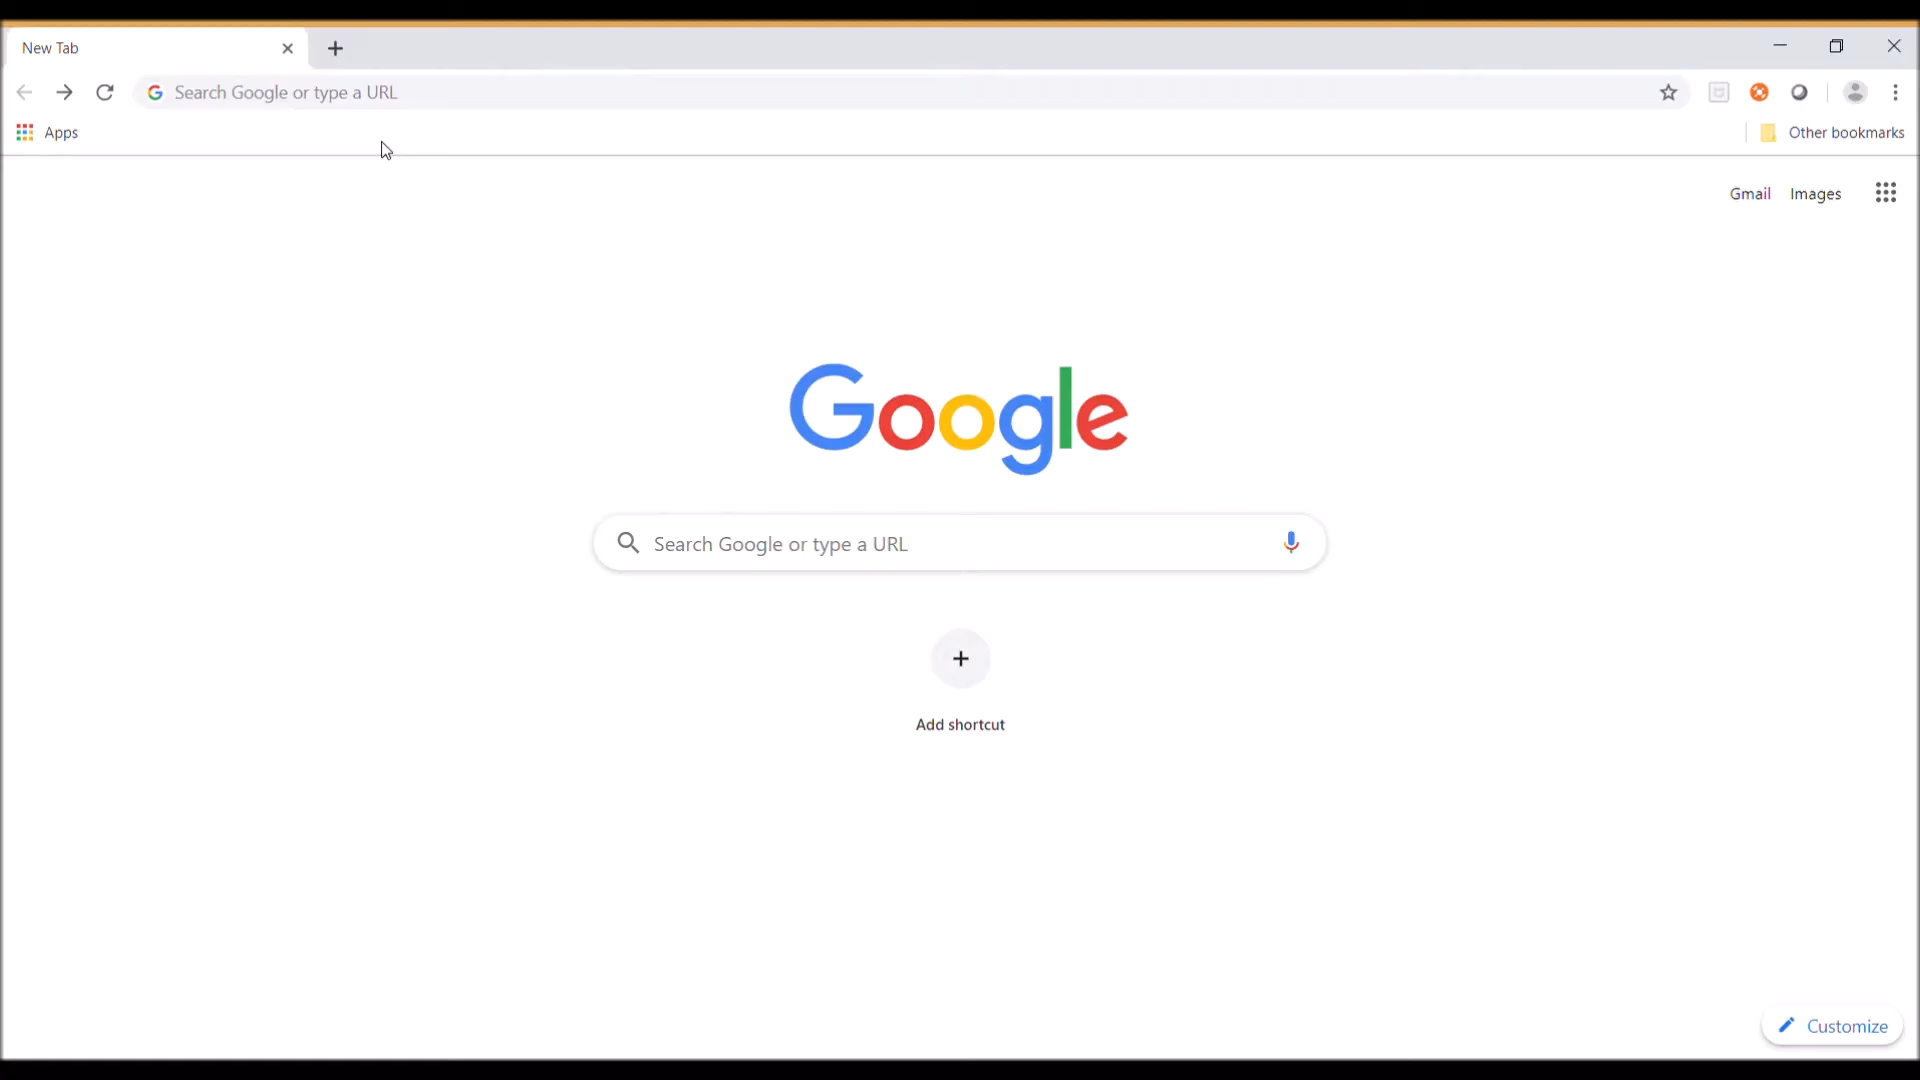 New Tab
Search Google or type a URL
Apps
Other bookmarks
Gmail Images
Google
Search Google or type a URL
Add shortcut
Customize